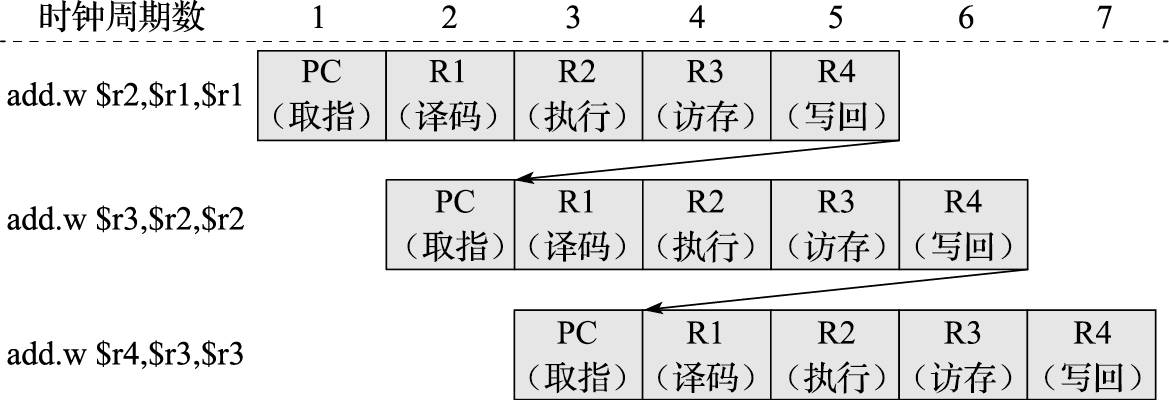 时钟周期数 1 2 3 4 5 6 7
add.w $r2,$r1,$r1
PC R1 R2 R3 R4
（取指） （译码） （执行） （访存） （写回）
add.w $r3,$r2,$r2
PC R1 R2 R3 R4
（取指） （译码） （执行） （访存） （写回）
add.w $r4,$r3,$r3
PC R1 R2 R3 R4
（取指） （译码） （执行） （访存） （写回）